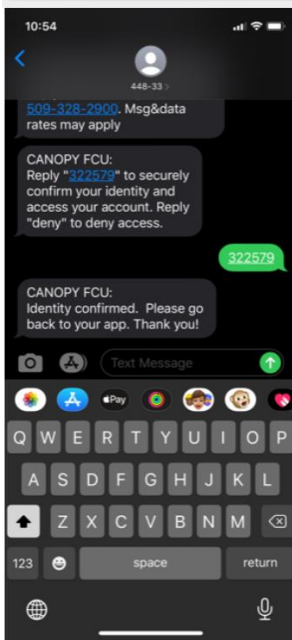 10:54
448-33 >
509-328-2900. Msg&data
rates may apply
CANOPY FCU:
Reply "322579" to securely
confirm your identity and
access your account. Reply
"deny" to deny access.
322579
CANOPY FCU:
Identity confirmed. Please go
back to your app. Thank you!
Text Message
Pay
Q W E R T Y U I O P
A S D F G H J K L
Z X C V B N M
123 space return